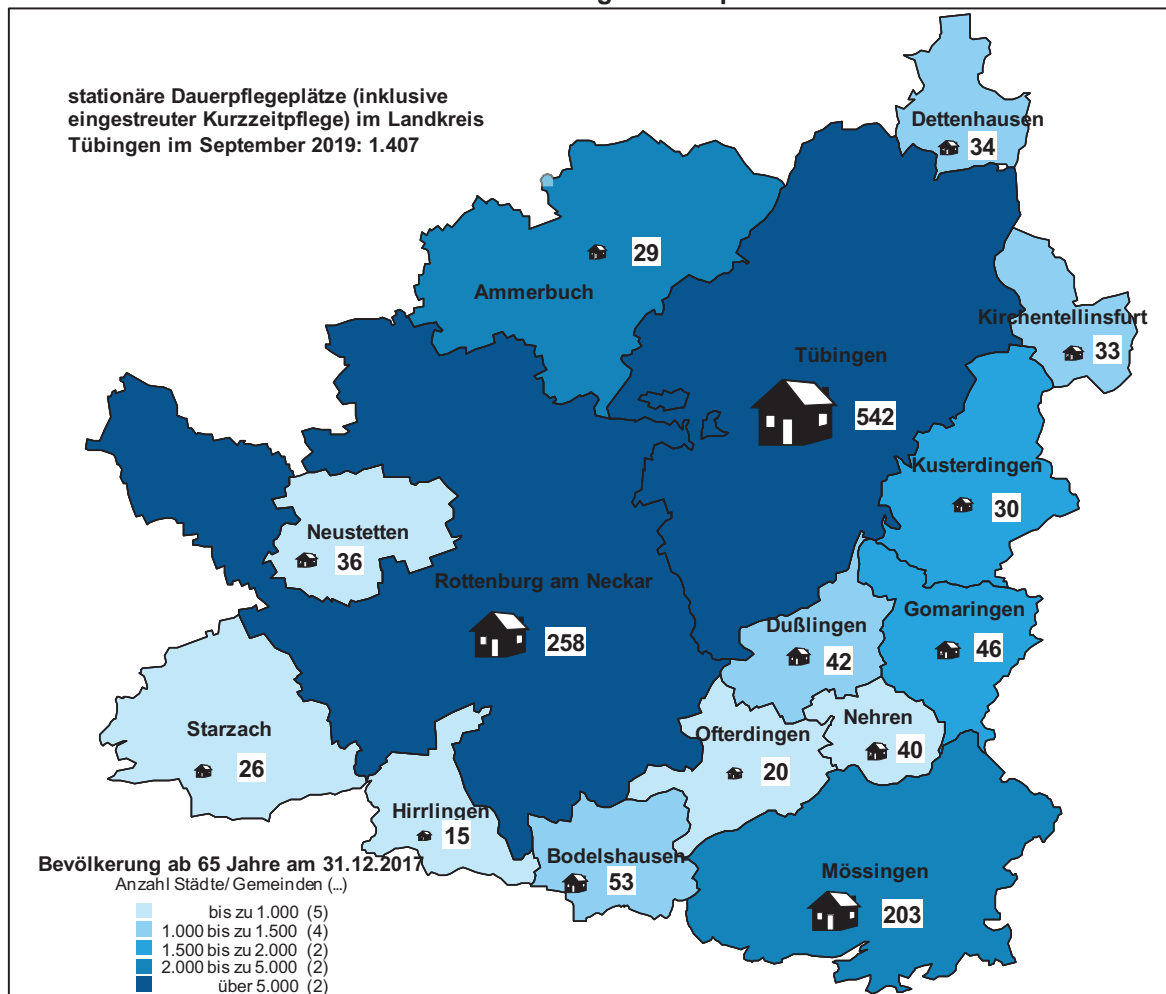 stationäre Dauerpflegeplätze (inklusive
eingestreuter Kurzzeitpflege) im Landkreis
Tübingen im September 2019: 1.407
Dettenhausen
34
29
Ammerbuch
Kirchentellinsfurt
33
Tübingen
542
Kusterdingen
30
Neustetten
36
Rottenburg am Neckar
258
Gomaringen
46
Dußlingen
42
Starzach
26
Nehren
40
Ofterdingen
20
Hirrlingen
15
Bodelshausen
53
Mössingen
203
Bevölkerung ab 65 Jahre am 31.12.2017
Anzahl Städte/ Gemeinden (...)
bis zu 1.000 (5)
1.000 bis zu 1.500 (4)
1.500 bis zu 2.000 (2)
2.000 bis zu 5.000 (2)
über 5.000 (2)